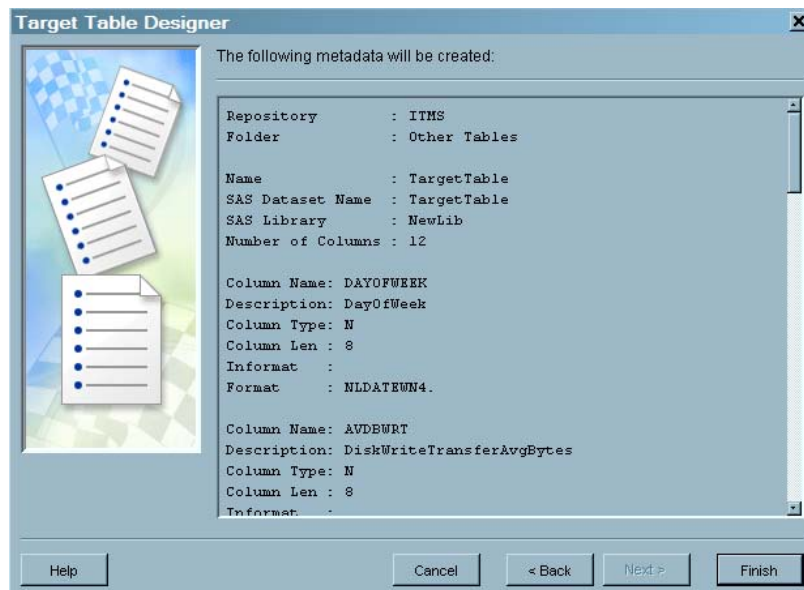 Target Table Designer
The following metadata will be created:
Repository : ITMS
Folder : Other Tables
Name : TargetTable
SAS Dataset Name : TargetTable
SAS Library : NewLib
Number of Columns : 12
Column Name: DAYOFWEEK
Description: DayOfWeek
Column Type: N
Column Len : 8
Informat :
Format : NLDATEWN4.
Column Name: AVDBWRT
Description: DiskWriteTransferAvgBytes
Column Type: N
Column Len : 8
Informat :
Help Cancel < Back Next > Finish